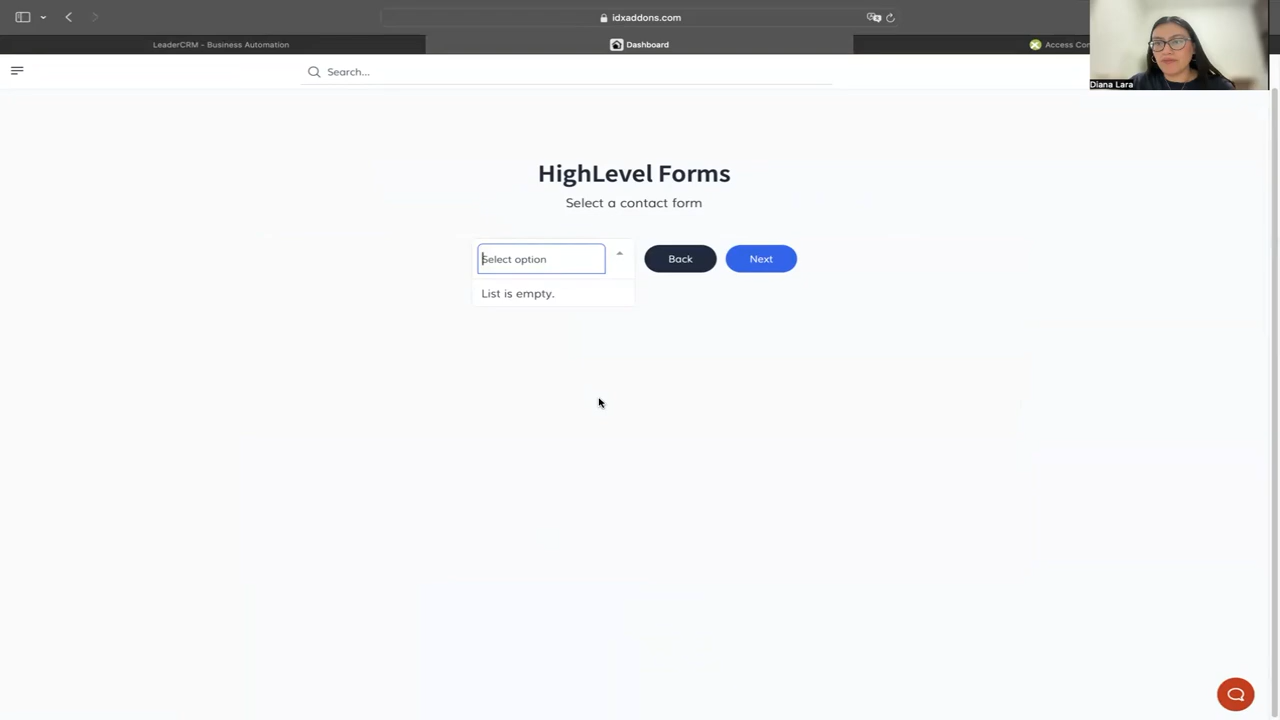 idxaddons.com
LeaderCRM - Business Automation
Dashboard
Access Con
Search...
Diana Lara
HighLevel Forms
Select a contact form
Select option
Back
Next
List is empty.